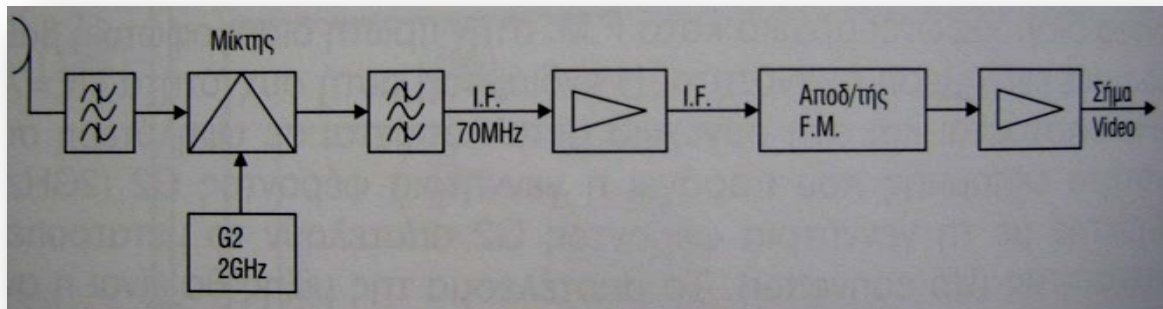 Μίκτης
I.F.
70MHz
I.F.
Αποδ/τής
F.M.
Σήμα
Video
G2
2GHz